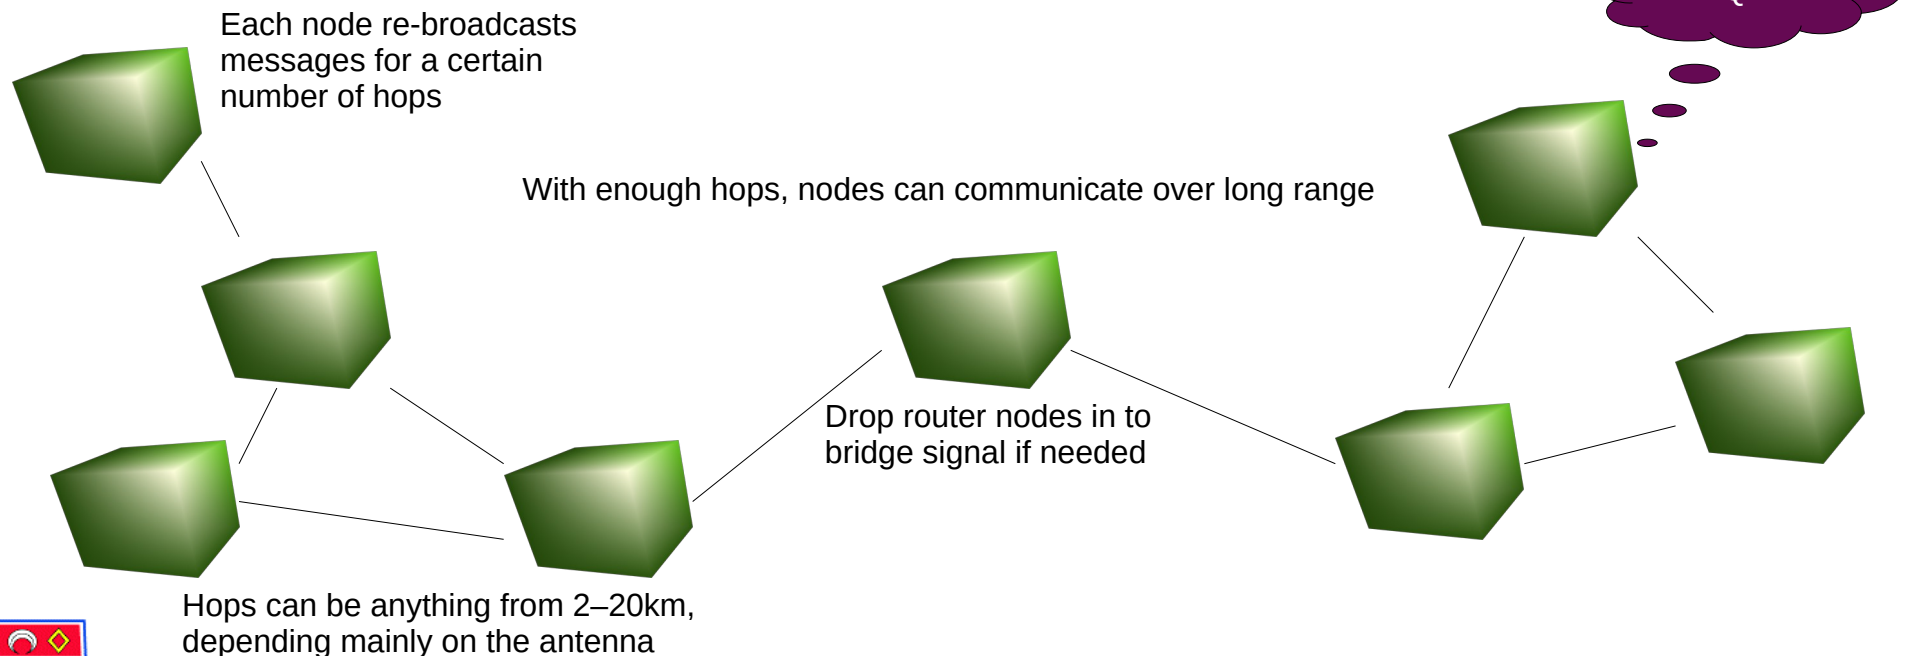 Each node re-broadcasts
messages for a certain
number of hops
With enough hops, nodes can communicate over long range
Drop router nodes in to
bridge signal if needed
Hops can be anything from 2–20km,
depending mainly on the antenna